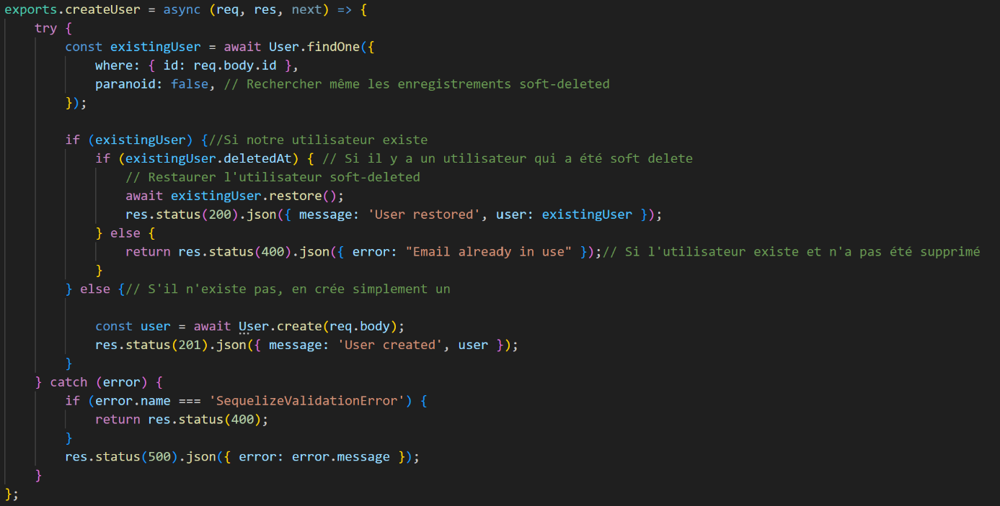 exports.createUser = async (req, res, next) => {
    try {
        const existingUser = await User.findOne({
            where: { id: req.body.id },
            paranoid: false, // Rechercher même les enregistrements soft-deleted
        });

        if (existingUser) {//Si notre utilisateur existe
            if (existingUser.deletedAt) { // Si il y a un utilisateur qui a été soft delete
                // Restaurer l'utilisateur soft-deleted
                await existingUser.restore();
                res.status(200).json({ message: 'User restored', user: existingUser });
            } else {
                return res.status(400).json({ error: "Email already in use" });// Si l'utilisateur existe et n'a pas été supprimé
            }
        } else {// S'il n'existe pas, en crée simplement un

            const user = await User.create(req.body);
            res.status(201).json({ message: 'User created', user });
        }
    } catch (error) {
        if (error.name === 'SequelizeValidationError') {
            return res.status(400);
        }
        res.status(500).json({ error: error.message });
    }
};